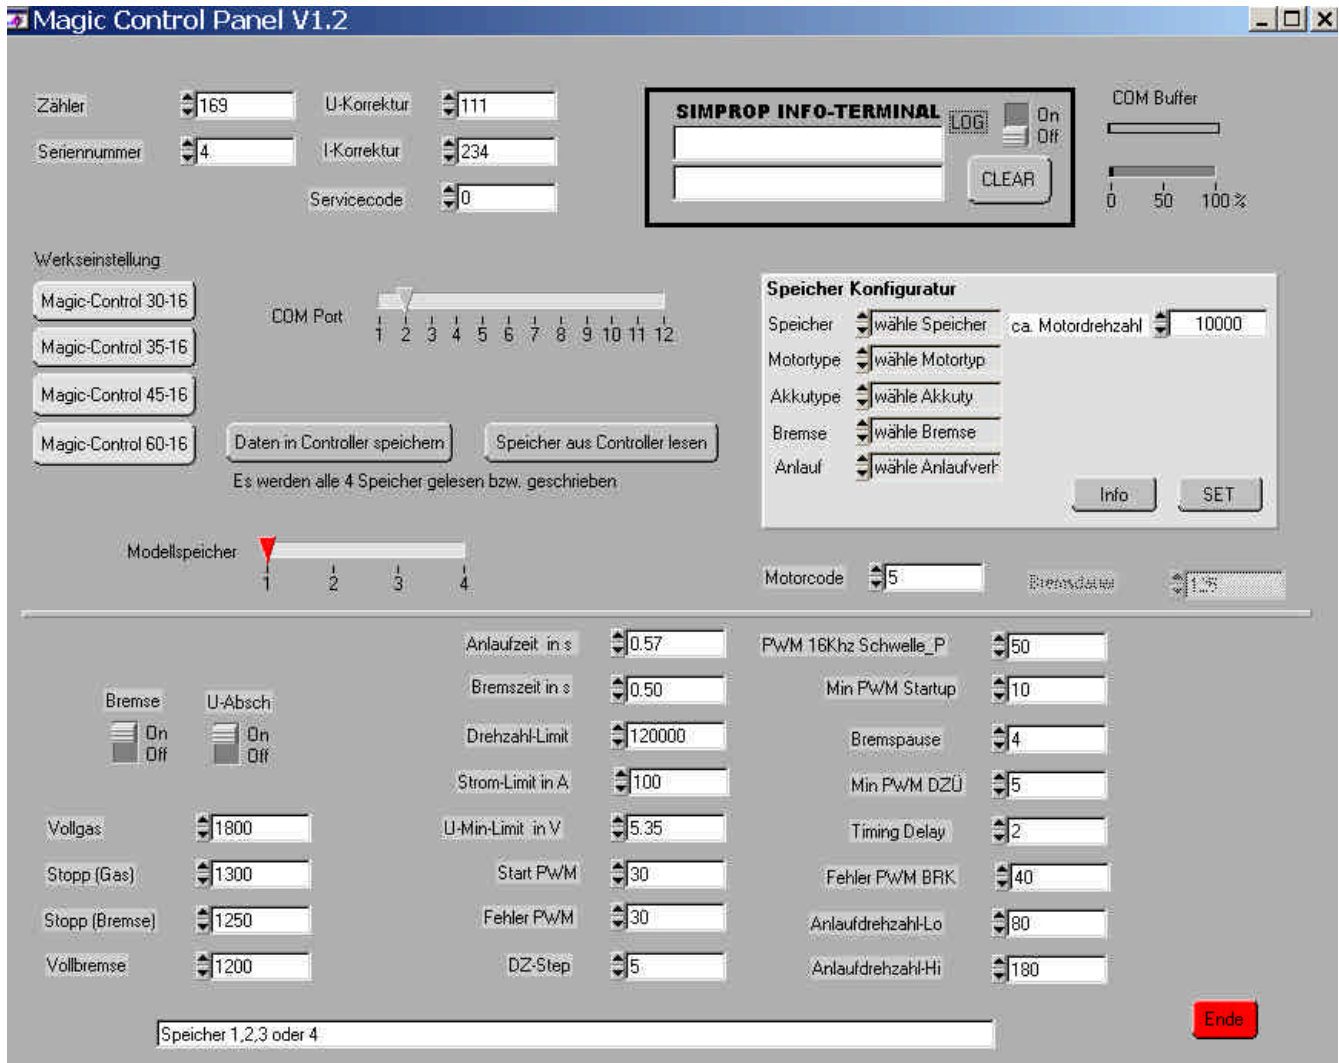 Magic Control Panel V1.2
Zähler 169
U-Korrektur 111
Seriennummer 4
I-Korrektur 234
Servicecode 0
SIMPROP INFO-TERMINAL
LOG
On
Off
CLEAR
COM Buffer
0 50 100 %
Werkseinstellung
Magic-Control 30-16
Magic-Control 35-16
Magic-Control 45-16
Magic-Control 60-16
COM Port
1 2 3 4 5 6 7 8 9 10 11 12
Daten in Controller speichern
Speicher aus Controller lesen
Es werden alle 4 Speicher gelesen bzw. geschrieben
Speicher Konfiguratur
Speicher wähle Speicher
ca. Motordrehzahl 10000
Motortype wähle Motortyp
Akkutype wähle Akkuty
Bremse wähle Bremse
Anlauf wähle Anlaufverh
Info
SET
Modellspeicher
1 2 3 4
Motorcode 5
Bremsdauer 125
Bremse
On
Off
U-Absch
On
Off
Vollgas 1800
Stopp (Gas) 1300
Stopp (Bremse) 1250
Vollbremse 1200
Anlaufzeit in s 0.57
Bremszeit in s 0.50
Drehzahl-Limit 120000
Strom-Limit in A 100
U-Min-Limit in V 5.35
Start PWM 30
Fehler PWM 30
DZ-Step 5
PWM 16Khz Schwelle_P 50
Min PWM Startup 10
Bremspause 4
Min PWM DZÜ 5
Timing Delay 2
Fehler PWM BRK 40
Anlaufdrehzahl-Lo 80
Anlaufdrehzahl-Hi 180
Speicher 1,2,3 oder 4
Ende